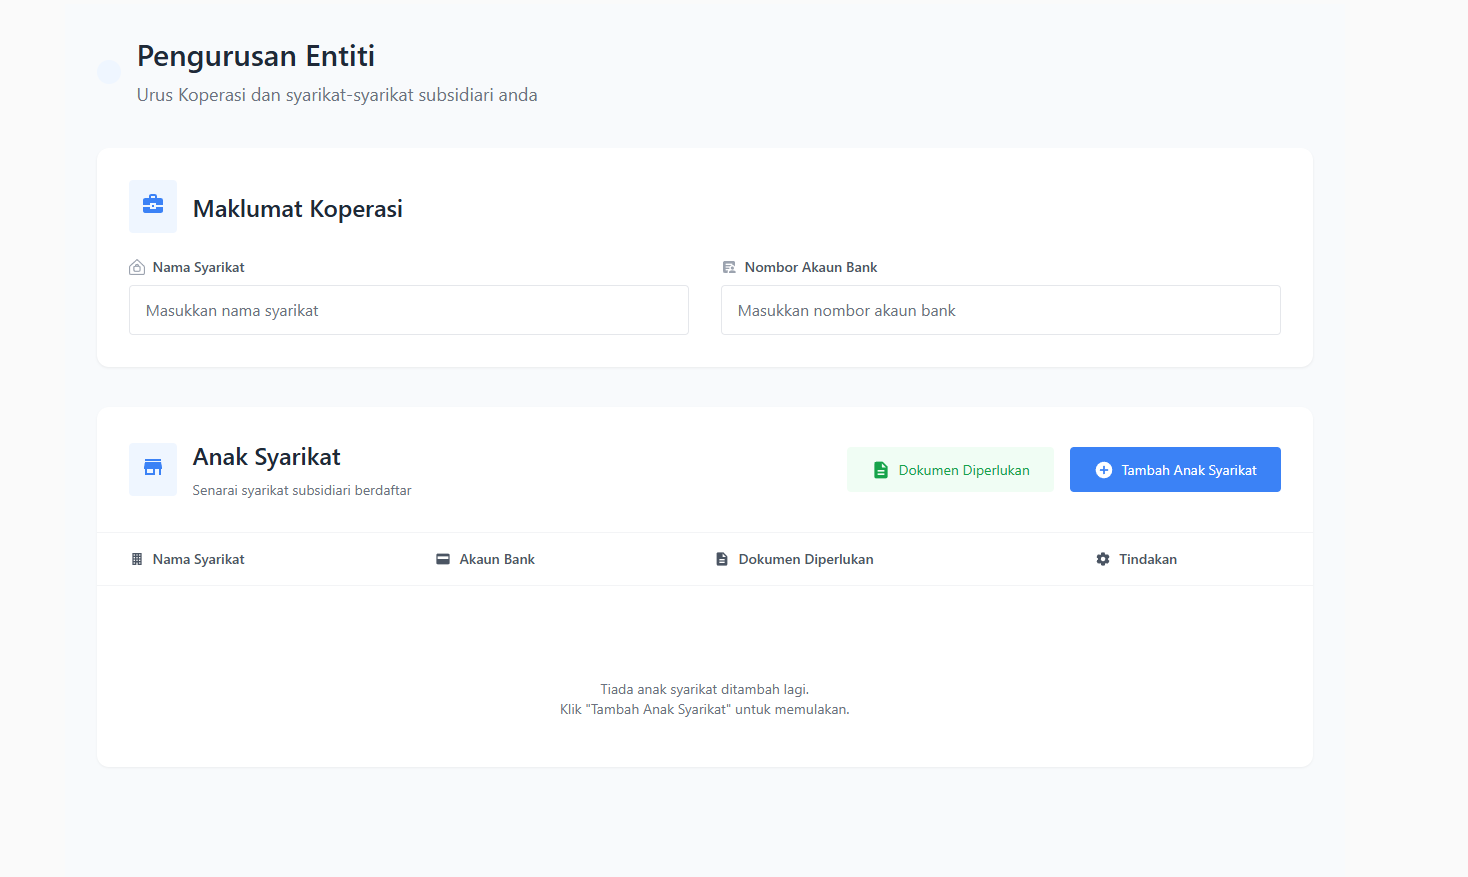 Pengurusan Entiti
Urus Koperasi dan syarikat-syarikat subsidiari anda
Maklumat Koperasi
Nama Syarikat
Nombor Akaun Bank
Masukkan nama syarikat
Masukkan nombor akaun bank
Anak Syarikat
Senarai syarikat subsidiari berdaftar
Dokumen Diperlukan
Tambah Anak Syarikat
Nama Syarikat
Akaun Bank
Dokumen Diperlukan
Tindakan
Tiada anak syarikat ditambah lagi.
Klik "Tambah Anak Syarikat" untuk memulakan.